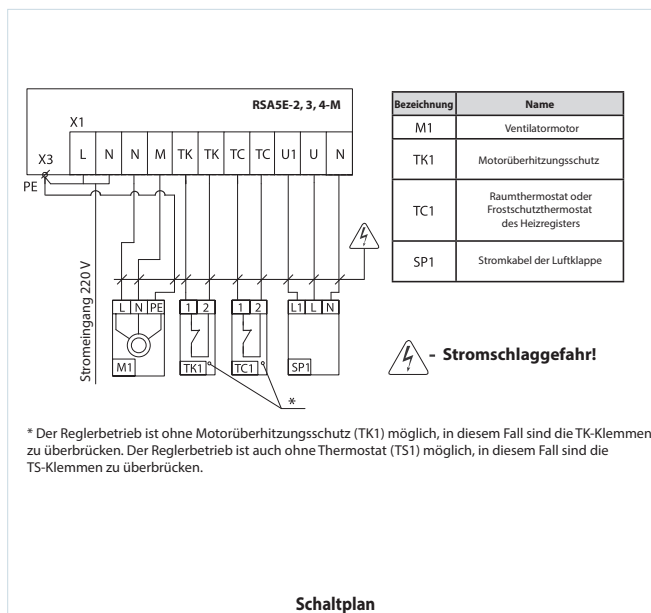 RSA5E-2, 3, 4-M
X1
X3
L N N M TK TK TC TC U1 U N
PE
Stromeingang 220 V
L N PE
1 2
1 2
L1 L N
M1
TK1
TC1
SP1
*
Bezeichnung Name
M1 Ventilatormotor
TK1 Motorüberhitzungsschutz
TC1 Raumthermostat oder
Frostschutzthermostat
des Heizregisters
SP1 Stromkabel der Luftklappe
- Stromschlaggefahr!
* Der Reglerbetrieb ist ohne Motorüberhitzungsschutz (TK1) möglich, in diesem Fall sind die TK-Klemmen
zu überbrücken. Der Reglerbetrieb ist auch ohne Thermostat (TS1) möglich, in diesem Fall sind die
TS-Klemmen zu überbrücken.
Schaltplan